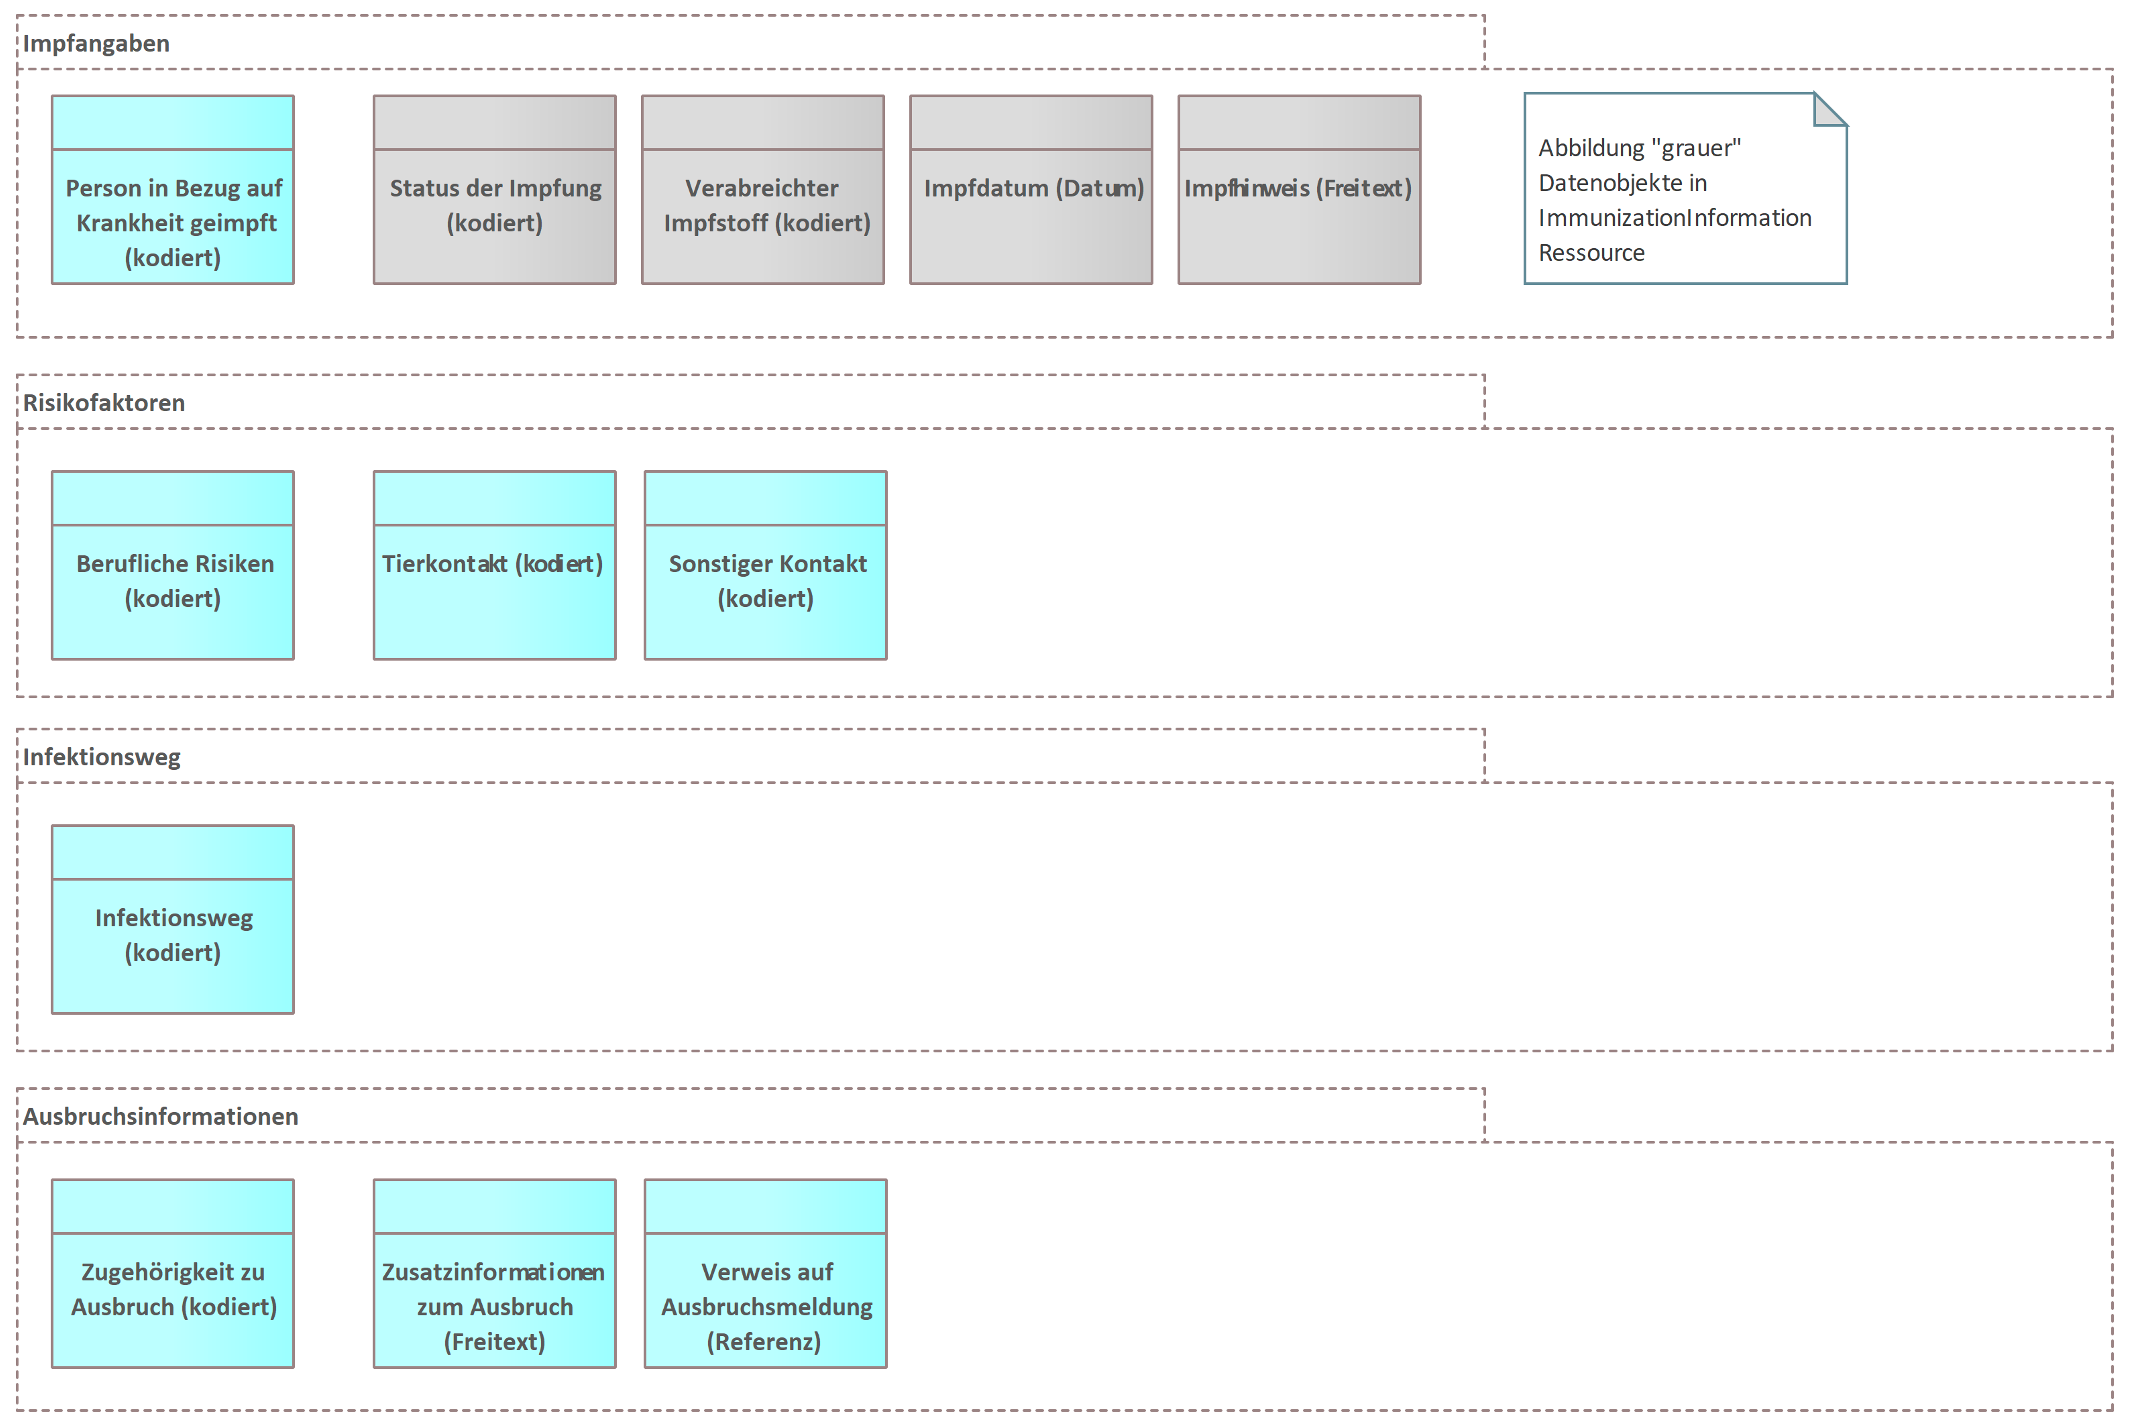 Impfangaben
Person in Bezug auf
Krankheit geimpft
(kodiert)
Status der Impfung
(kodiert)
Verabreichter
Impfstoff (kodiert)
Impfdatum (Datum)
Impfhinweis (Freitext)
Abbildung "grauer"
Datenobjekte in
ImmunizationInformation
Ressource
Risikofaktoren
Berufliche Risiken
(kodiert)
Tierkontakt (kodiert)
Sonstiger Kontakt
(kodiert)
Infektionsweg
Infektionsweg
(kodiert)
Ausbruchsinformationen
Zugehörigkeit zu
Ausbruch (kodiert)
Zusatzinformationen
zum Ausbruch
(Freitext)
Verweis auf
Ausbruchsmeldung
(Referenz)